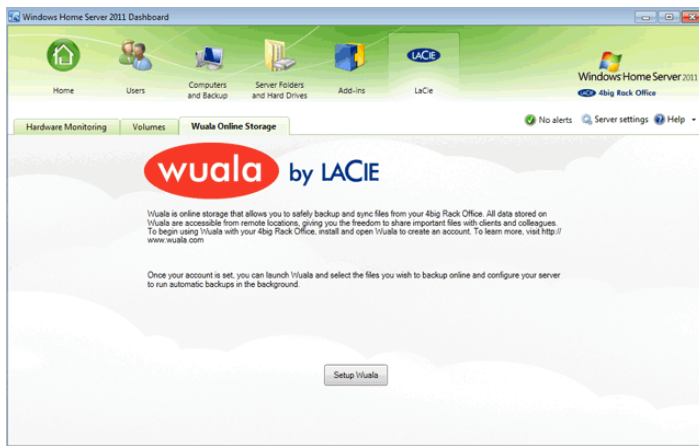 Windows Home Server 2011 Dashboard
Home
Users
Computers and Backup
Server Folders and Hard Drives
Add-ins
LACIE
LaCie
Windows Home Server 2011
LACIE 4big Rack Office
Hardware Monitoring
Volumes
Wuala Online Storage
No alerts
Server settings
Help
wuala by LACIE
Wuala is online storage that allows you to safely backup and sync files from your 4big Rack Office. All data stored on
Wuala are accessible from remote locations, giving you the freedom to share important files with clients and colleagues.
To begin using Wuala with your 4big Rack Office, install and open Wuala to create an account. To learn more, visit http://
www.wuala.com
Once your account is set, you can launch Wuala and select the files you wish to backup online and configure your server
to run automatic backups in the background.
Setup Wuala